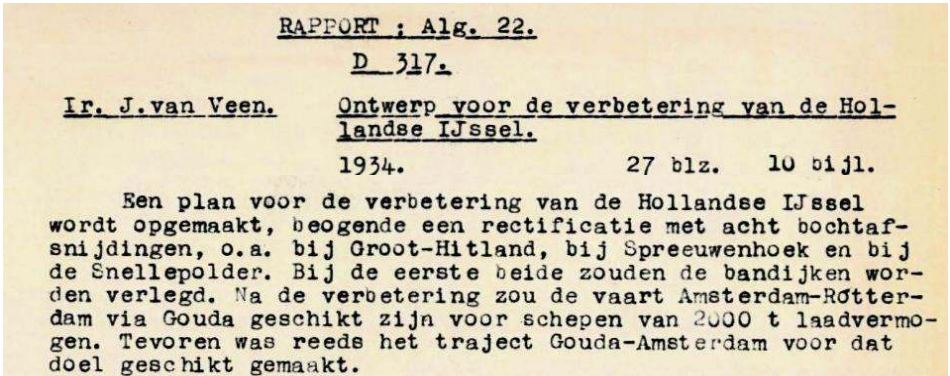 RAPPORT : Alg. 22.
D 317.
Ir. J.van Veen. Ontwerp voor de verbetering van de Hol-
landse IJssel.
1934. 27 blz. 10 bijl.
Een plan voor de verbetering van de Hollandse IJssel
wordt opgemaakt, beogende een rectificatie met acht bochtaf-
snijdingen, o.a. bij Groot-Hitland, bij Spreeuwenhoek en bij
de Snellepolder. Bij de eerste beide zouden de bandijken wor-
den verlegd. Na de verbetering zou de vaart Amsterdam-Rotter-
dam via Gouda geschikt zijn voor schepen van 2000 t laadvermo-
gen. Tevoren was reeds het traject Gouda-Amsterdam voor dat
doel geschikt gemaakt.